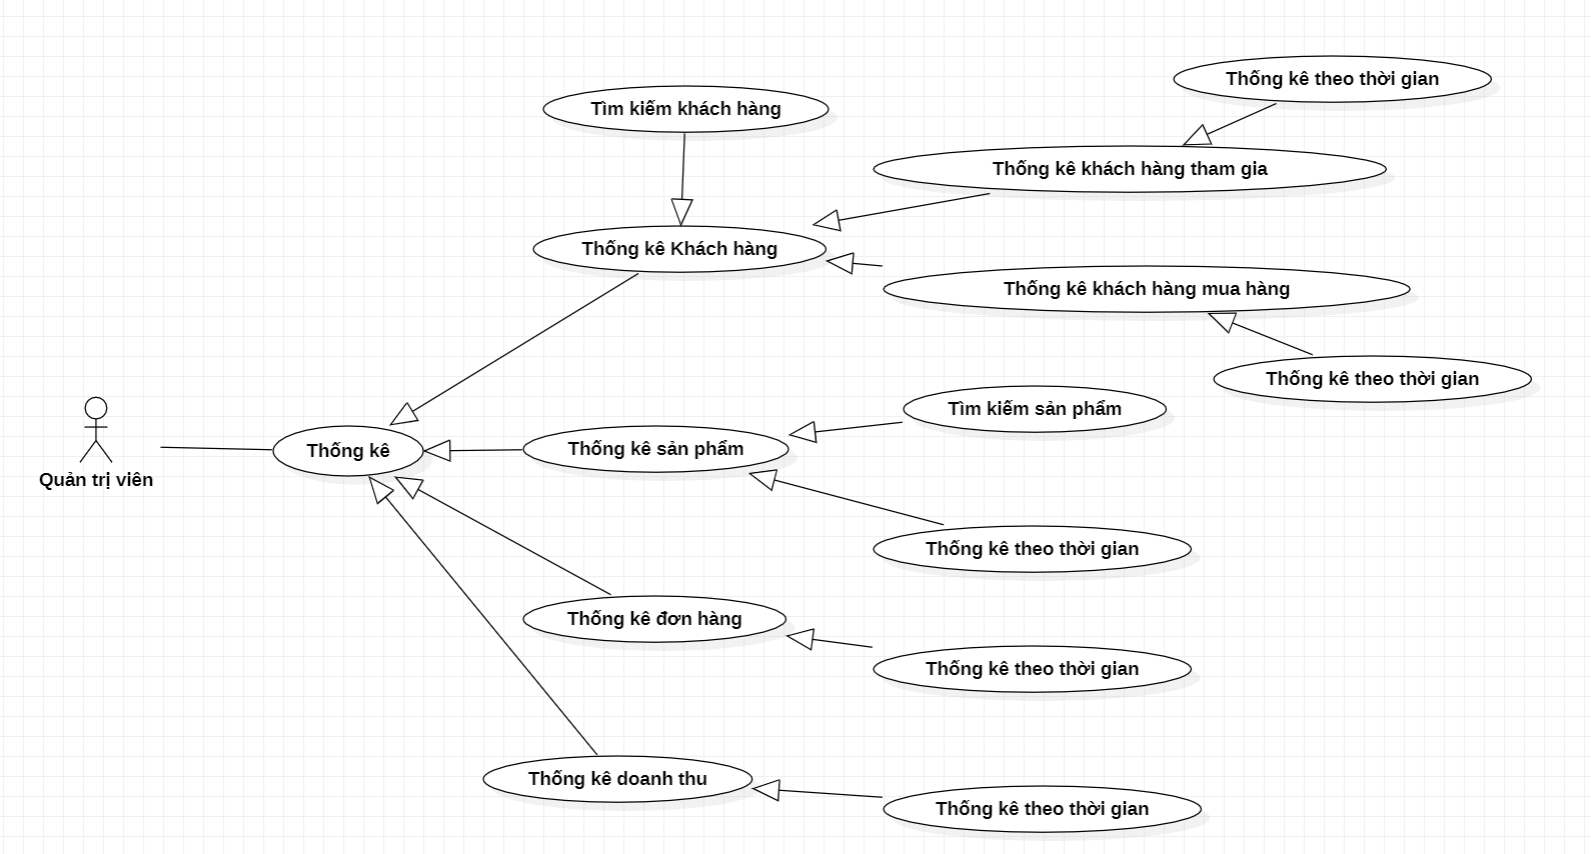 Thống kê theo thời gian
Tìm kiếm khách hàng
Thống kê khách hàng tham gia
Thống kê Khách hàng
Thống kê khách hàng mua hàng
Thống kê theo thời gian
Tìm kiếm sản phẩm
Thống kê
Thống kê sản phẩm
Quản trị viên
Thống kê theo thời gian
Thống kê đơn hàng
Thống kê theo thời gian
Thống kê doanh thu
Thống kê theo thời gian